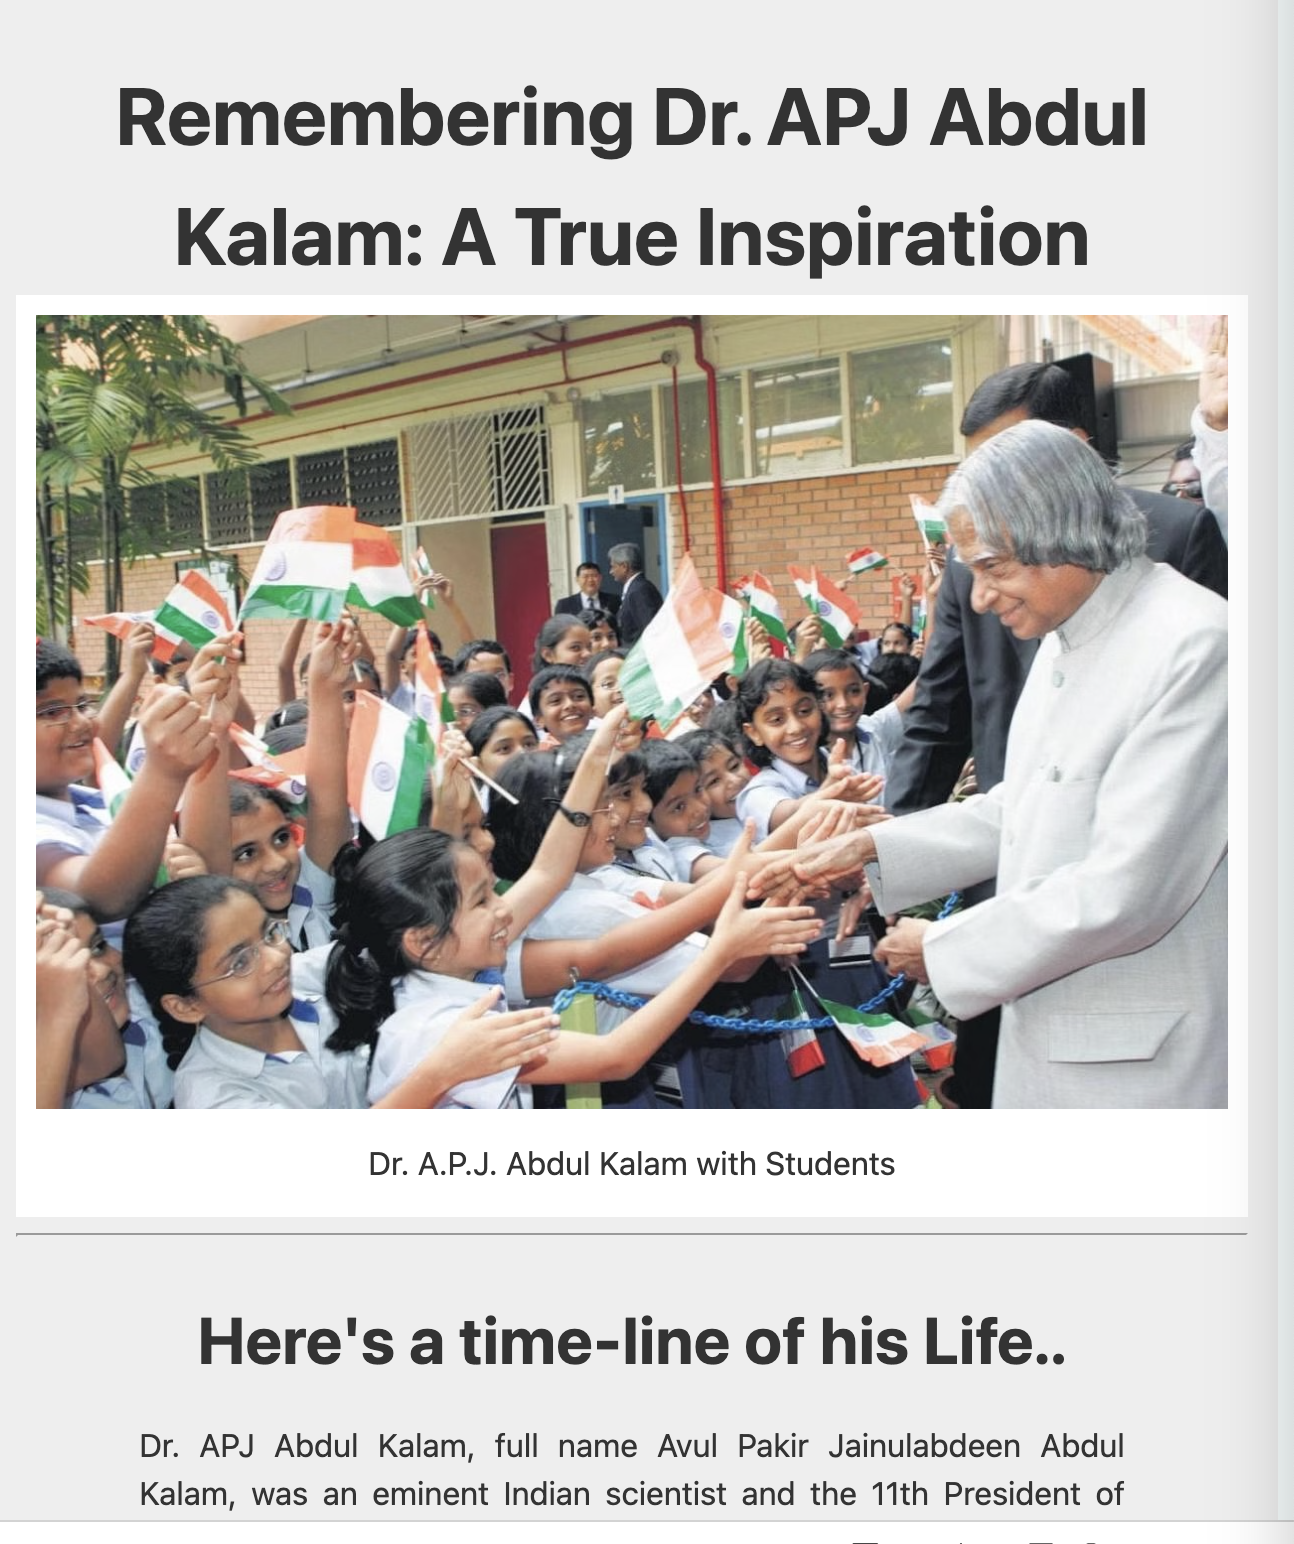 Remembering Dr. APJ Abdul
Kalam: A True Inspiration
Dr. A.P.J. Abdul Kalam with Students
Here's a time-line of his Life..
Dr. APJ Abdul Kalam, full name Avul Pakir Jainulabdeen Abdul
Kalam, was an eminent Indian scientist and the 11th President of